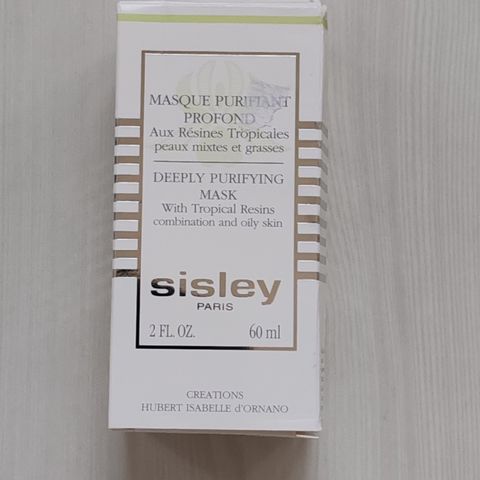 MASQUE PURIFIANT
PROFOND
Aux Résines Tropicales
peaux mixtes et grasses
DEEPLY PURIFYING
MASK
With Tropical Resins
combination and oily skin
sisley
PARIS
2 FL. OZ. 60 ml
CREATIONS
HUBERT ISABELLE d'ORNANO